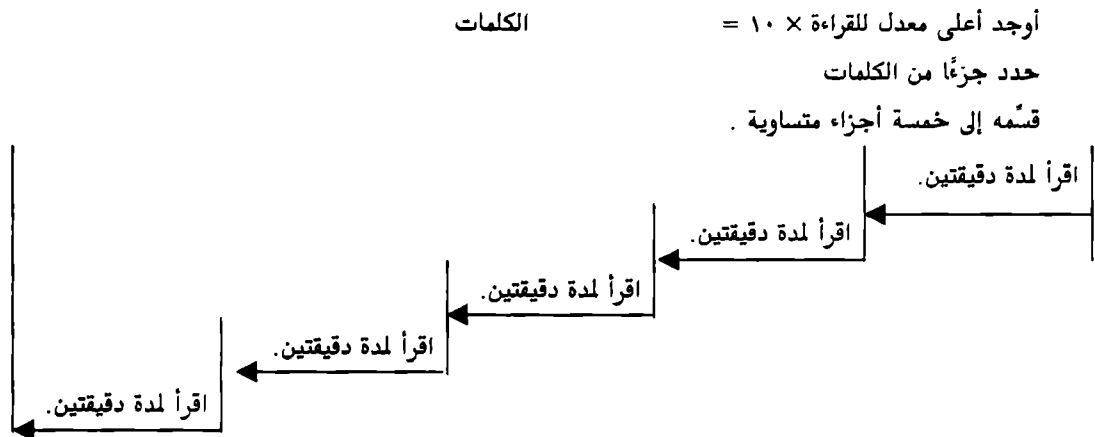 أوجد أعلى معدل للقراءة × ١٠ = الكلمات
حدد جزءًا من الكلمات
قسِّمه إلى خمسة أجزاء متساوية .
اقرأ لمدة دقيقتين.
اقرأ لمدة دقيقتين.
اقرأ لمدة دقيقتين.
اقرأ لمدة دقيقتين.
اقرأ لمدة دقيقتين.